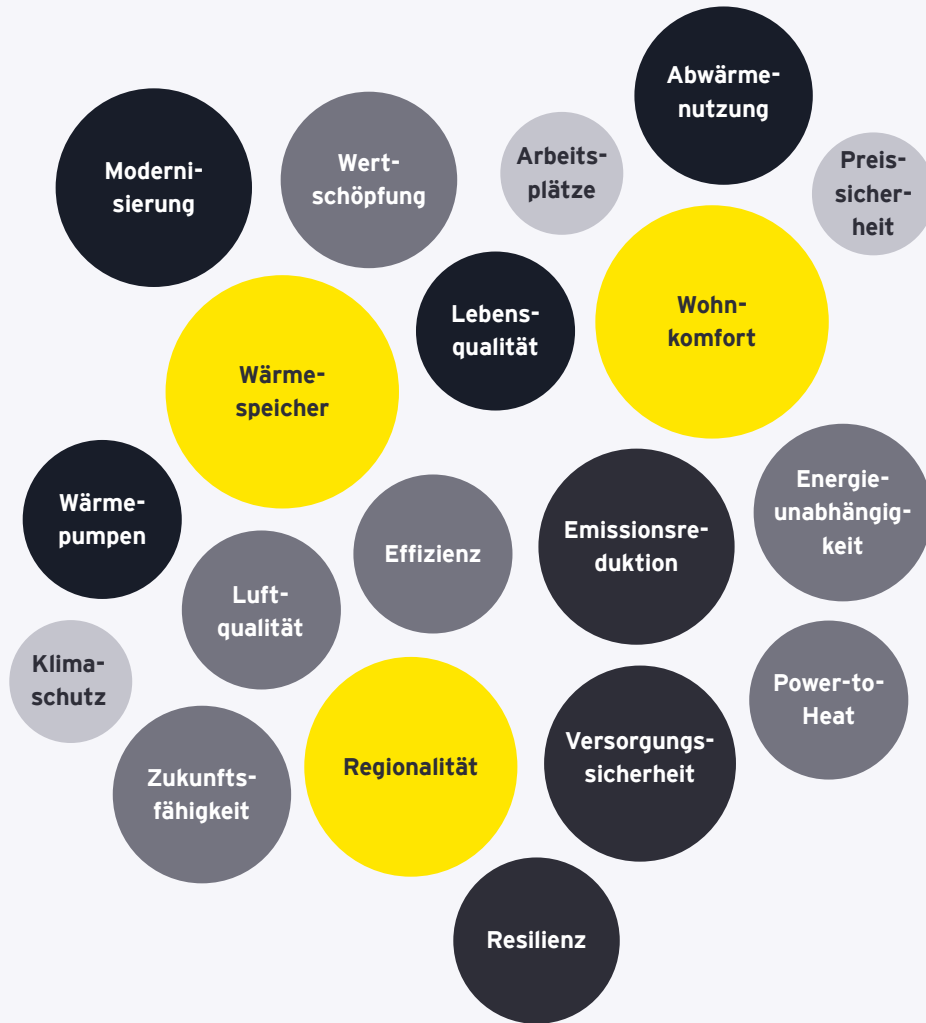 Abwärme-
nutzung
Moderni-
sierung
Wert-
schöpfung
Arbeits-
plätze
Preis-
sicher-
heit
Lebens-
qualität
Wohn-
komfort
Wärme-
speicher
Wärme-
pumpen
Effizienz
Emissionsre-
duktion
Energie-
unabhängig-
keit
Luft-
qualität
Klima-
schutz
Power-to-
Heat
Zukunfts-
fähigkeit
Regionalität
Versorgungs-
sicherheit
Resilienz